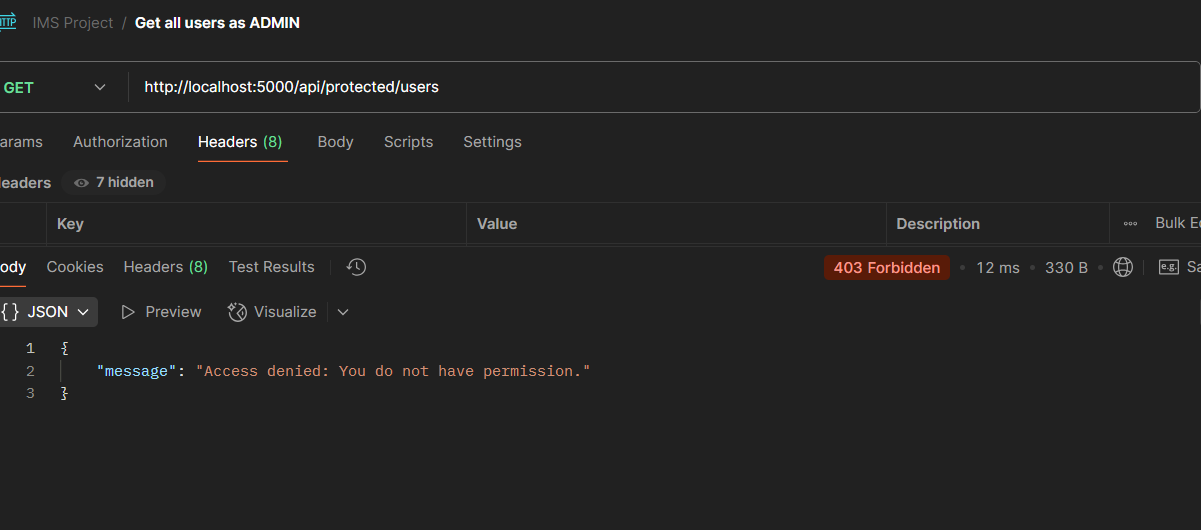 HTTP IMS Project / Get all users as ADMIN
GET http://localhost:5000/api/protected/users
arams Authorization Headers (8) Body Scripts Settings
eaders 7 hidden
Key Value Description Bulk E
ody Cookies Headers (8) Test Results 403 Forbidden • 12 ms • 330 B • e.g. Sa
{} JSON Preview Visualize
1 {
2 "message": "Access denied: You do not have permission."
3 }